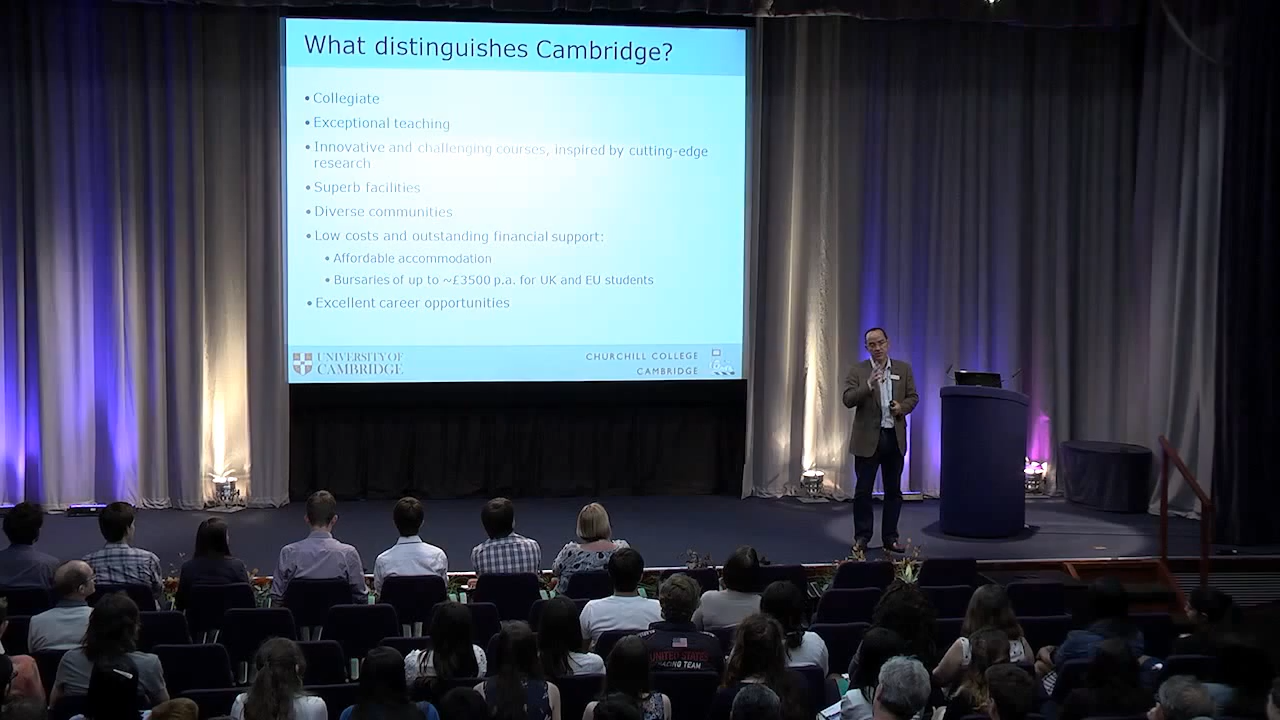 What distinguishes Cambridge?
• Collegiate
• Exceptional teaching
• Innovative and challenging courses, inspired by cutting-edge
research
• Superb facilities
• Diverse communities
• Low costs and outstanding financial support:
• Affordable accommodation
• Bursaries of up to ~£3500 p.a. for UK and EU students
• Excellent career opportunities
UNIVERSITY OF
CAMBRIDGE
CHURCHILL COLLEGE
CAMBRIDGE
UNITED STATES
RACING TEAM